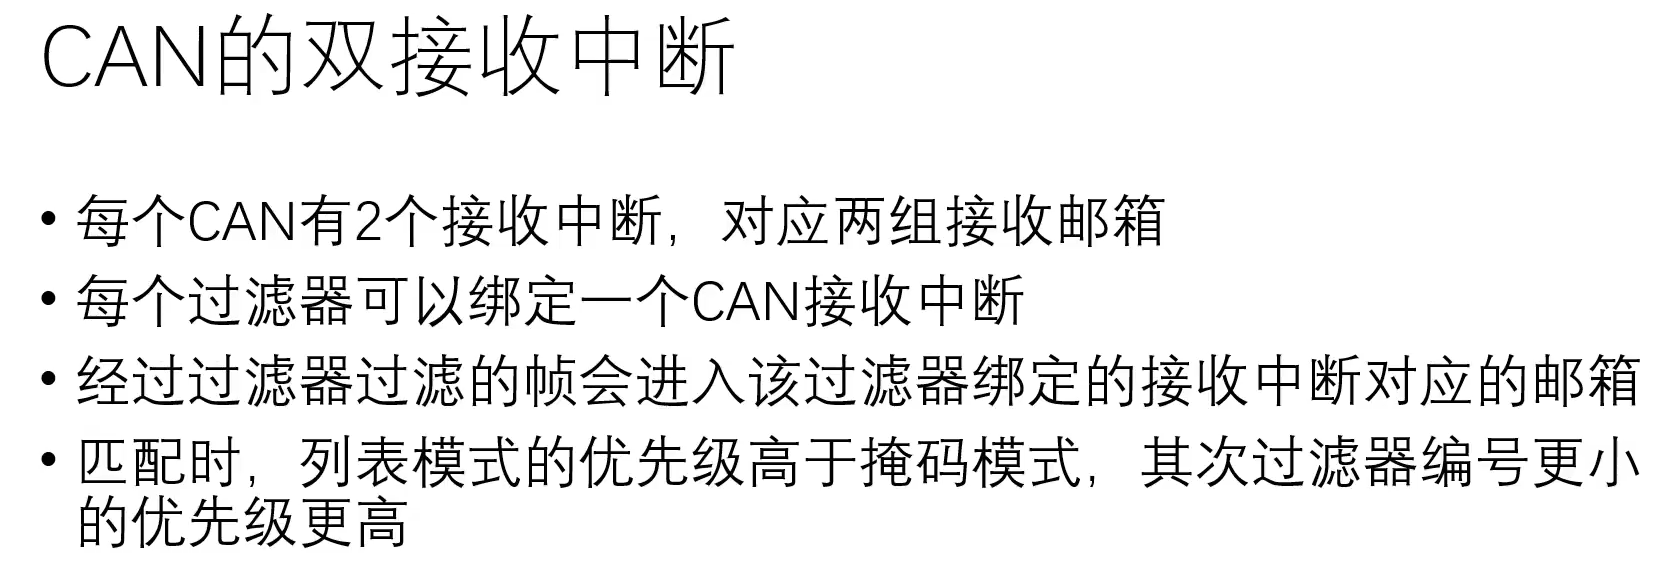 CAN的双接收中断
• 每个CAN有2个接收中断，对应两组接收邮箱
• 每个过滤器可以绑定一个CAN接收中断
• 经过过滤器过滤的帧会进入该过滤器绑定的接收中断对应的邮箱
• 匹配时，列表模式的优先级高于掩码模式，其次过滤器编号更小
的优先级更高